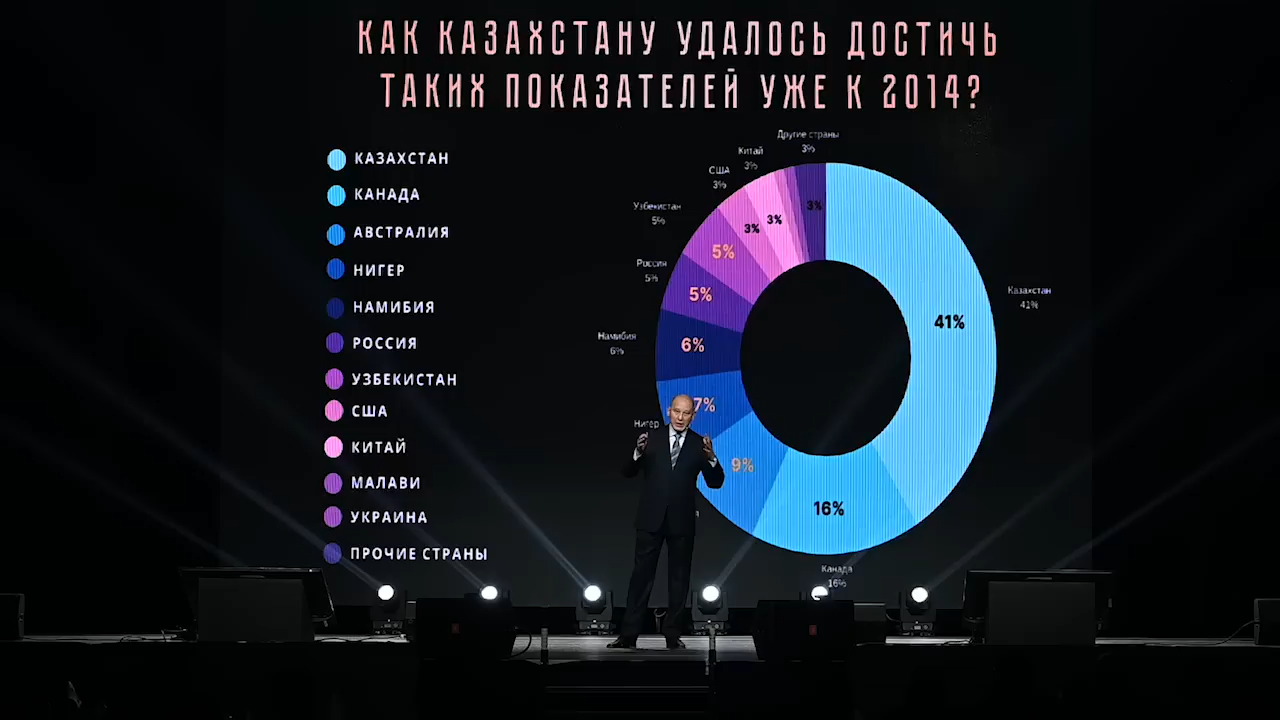 КАК КАЗАХСТАНУ УДАЛОСЬ ДОСТИЧЬ
ТАКИХ ПОКАЗАТЕЛЕЙ УЖЕ К 2014?
КАЗАХСТАН
КАНАДА
АВСТРАЛИЯ
НИГЕР
НАМИБИЯ
РОССИЯ
УЗБЕКИСТАН
США
КИТАЙ
МАЛАВИ
УКРАИНА
ПРОЧИЕ СТРАНЫ
Другие страны
3%
Китай
3%
США
3%
Узбекистан
5%
Россия
5%
Намибия
6%
Нигер
Казахстан
41%
Канада
16%
3%
3%
3%
5%
5%
6%
7%
9%
16%
41%